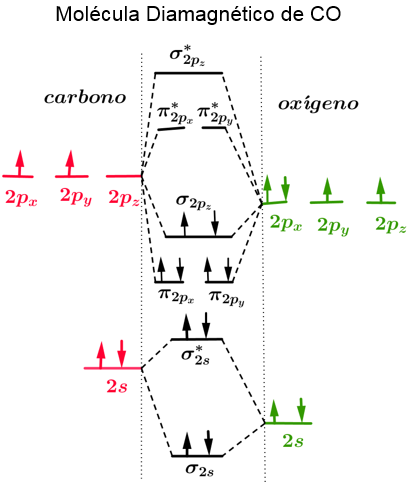 Molécula Diamagnético de CO
σ*2pz
carbono
π*2px π*2py
oxígeno
2px 2py 2pz
σ2pz
2px 2py 2pz
π2px π2py
σ*2s
2s
2s
σ2s